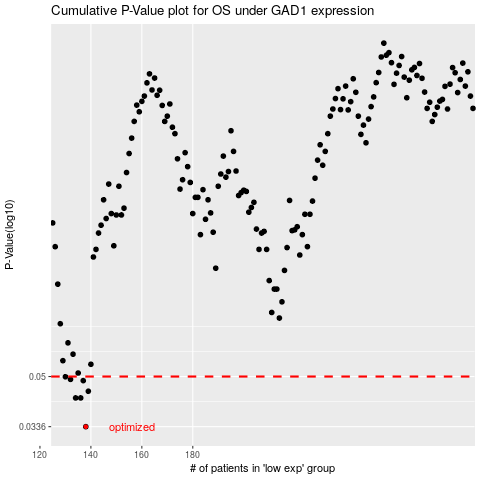 Cumulative P-Value plot for OS under GAD1 expression
P-Value(log10)
0.05
0.0336
optimized
120 140 160 180
# of patients in 'low exp' group